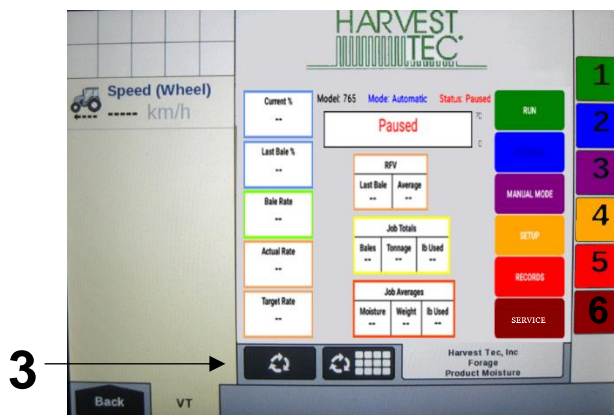 HARVEST
TEC
Speed (Wheel)
----- km/h
Model: 765 Mode: Automatic Status: Paused
Paused
Current %
--
Last Bale %
--
Bale Rate
--
Actual Rate
--
Target Rate
--
RFV
Last Bale Average
-- --
Job Totals
Bales Tonnage lb Used
-- -- --
Job Averages
Moisture Weight lb Used
-- -- --
RUN
MANUAL MODE
SETUP
RECORDS
SERVICE
1
2
3
4
5
6
3
Harvest Tec, Inc
Forage
Product Moisture
Back
VT